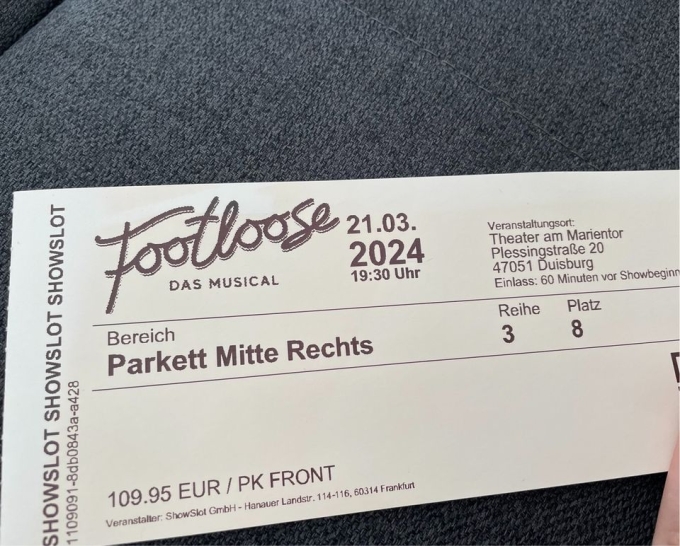 SHOWSLOT SHOWSLOT SHOWSLOT
1109091-8db0843a-a428
Footloose
DAS MUSICAL
21.03.
2024
19:30 Uhr
Veranstaltungsort:
Theater am Marientor
Plessingstraße 20
47051 Duisburg
Einlass: 60 Minuten vor Showbeginn
Bereich
Parkett Mitte Rechts
Reihe Platz
3 8
109.95 EUR / PK FRONT
Veranstalter: ShowSlot GmbH - Hanauer Landstr. 114-116, 60314 Frankfurt